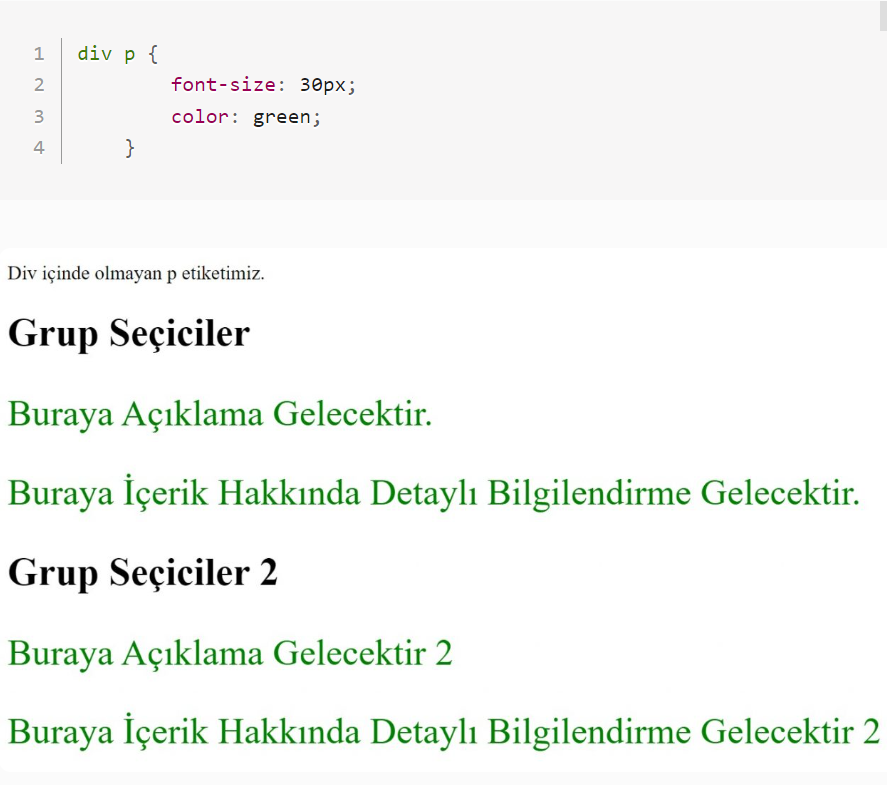 1 div p {
2 font-size: 30px;
3 color: green;
4 }
Div içinde olmayan p etiketimiz.
Grup Seçiciler
Buraya Açıklama Gelecektir.
Buraya İçerik Hakkında Detaylı Bilgilendirme Gelecektir.
Grup Seçiciler 2
Buraya Açıklama Gelecektir 2
Buraya İçerik Hakkında Detaylı Bilgilendirme Gelecektir 2